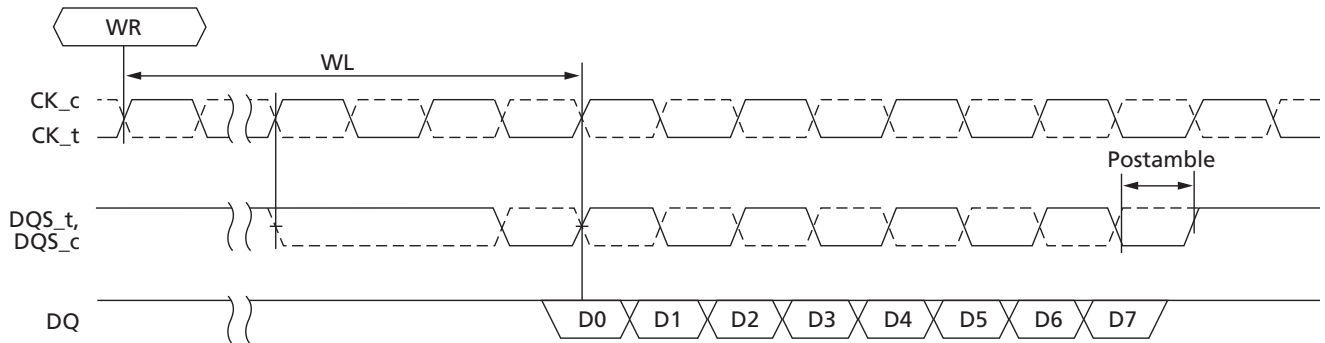 WR
WL
CK_c
CK_t
Postamble
DQS_t,
DQS_c
DQ
D0 D1 D2 D3 D4 D5 D6 D7